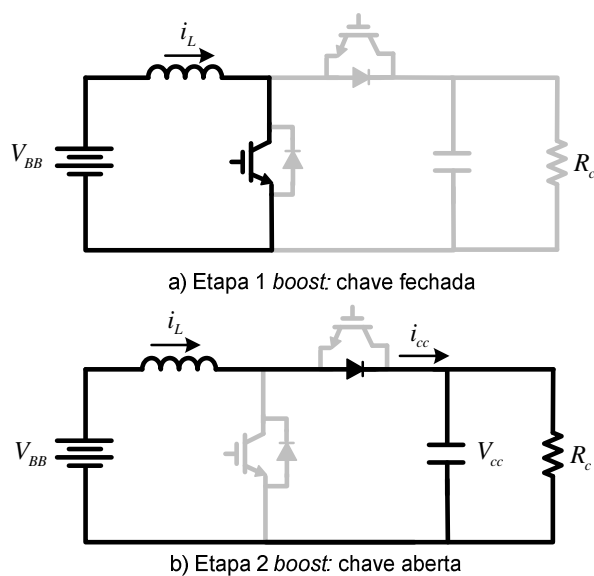 i_L
V_BB
R_c
a) Etapa 1 boost: chave fechada
i_L
i_cc
V_BB
V_cc
R_c
b) Etapa 2 boost: chave aberta